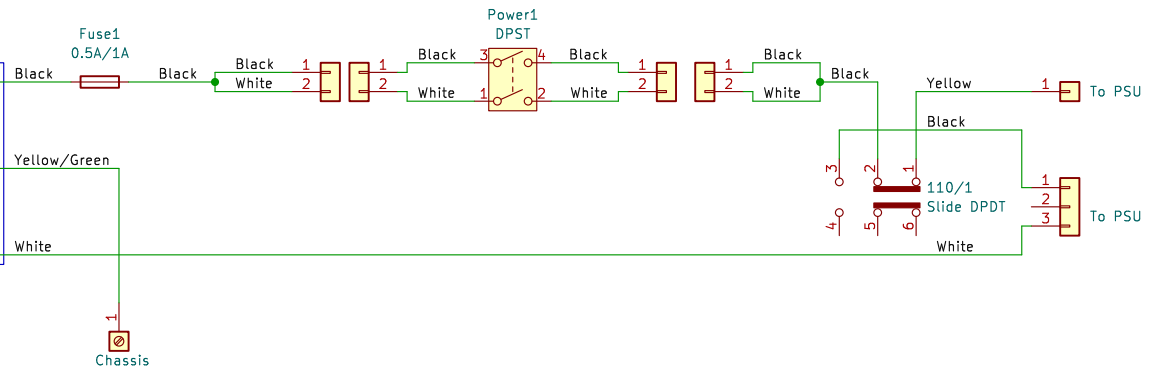 Power1
DPST
Fuse1
0.5A/1A
Black
Black
Black
White
1
2
1
2
Black
White
3
1
4
2
Black
White
1
2
1
2
Black
White
Black
Yellow
1
To PSU
Black
3
2
1
110/1
Slide DPDT
4
5
6
1
2
3
To PSU
Yellow/Green
White
White
1
Chassis